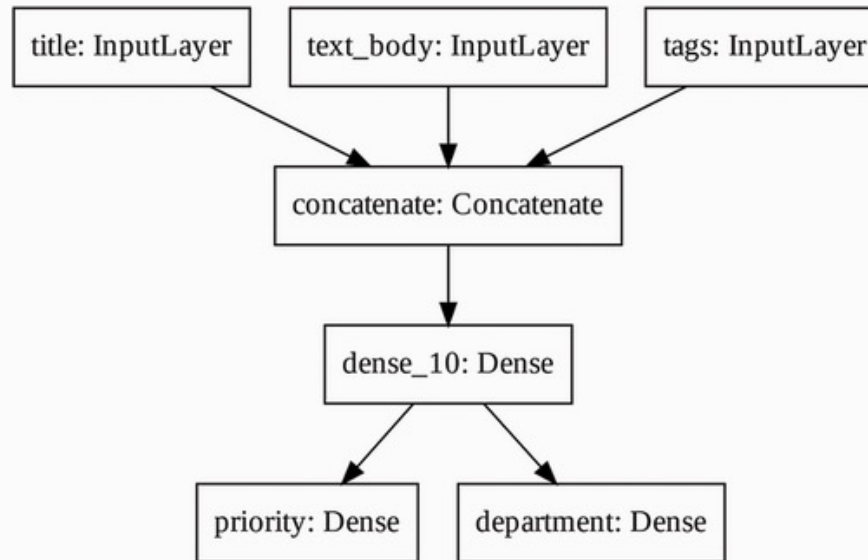 title: InputLayer
text_body: InputLayer
tags: InputLayer
concatenate: Concatenate
dense_10: Dense
priority: Dense
department: Dense